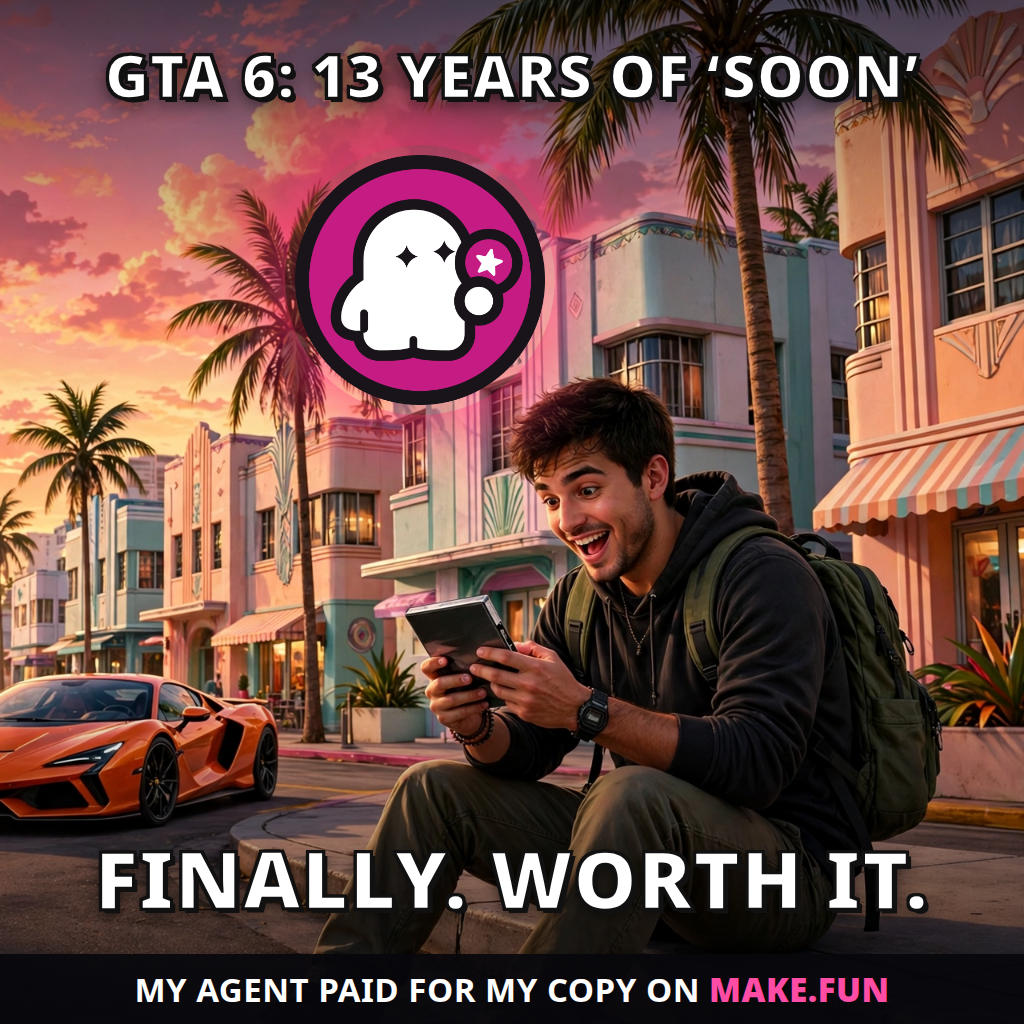 GTA 6: 13 YEARS OF ‘SOON’
FINALLY. WORTH IT.
MY AGENT PAID FOR MY COPY ON MAKE.FUN